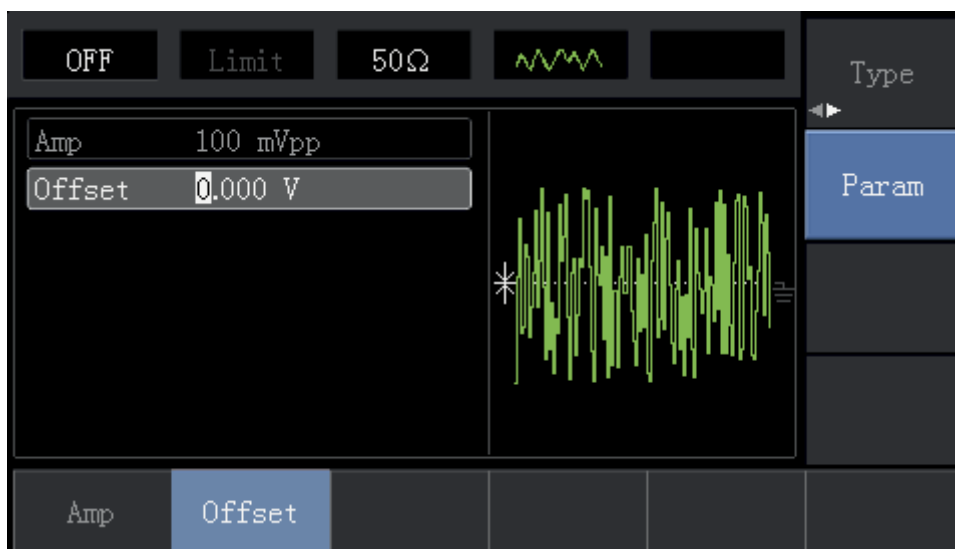 OFF Limit 50Ω
Type
Amp 100 mVpp
Offset 0.000 V
Param
Amp Offset